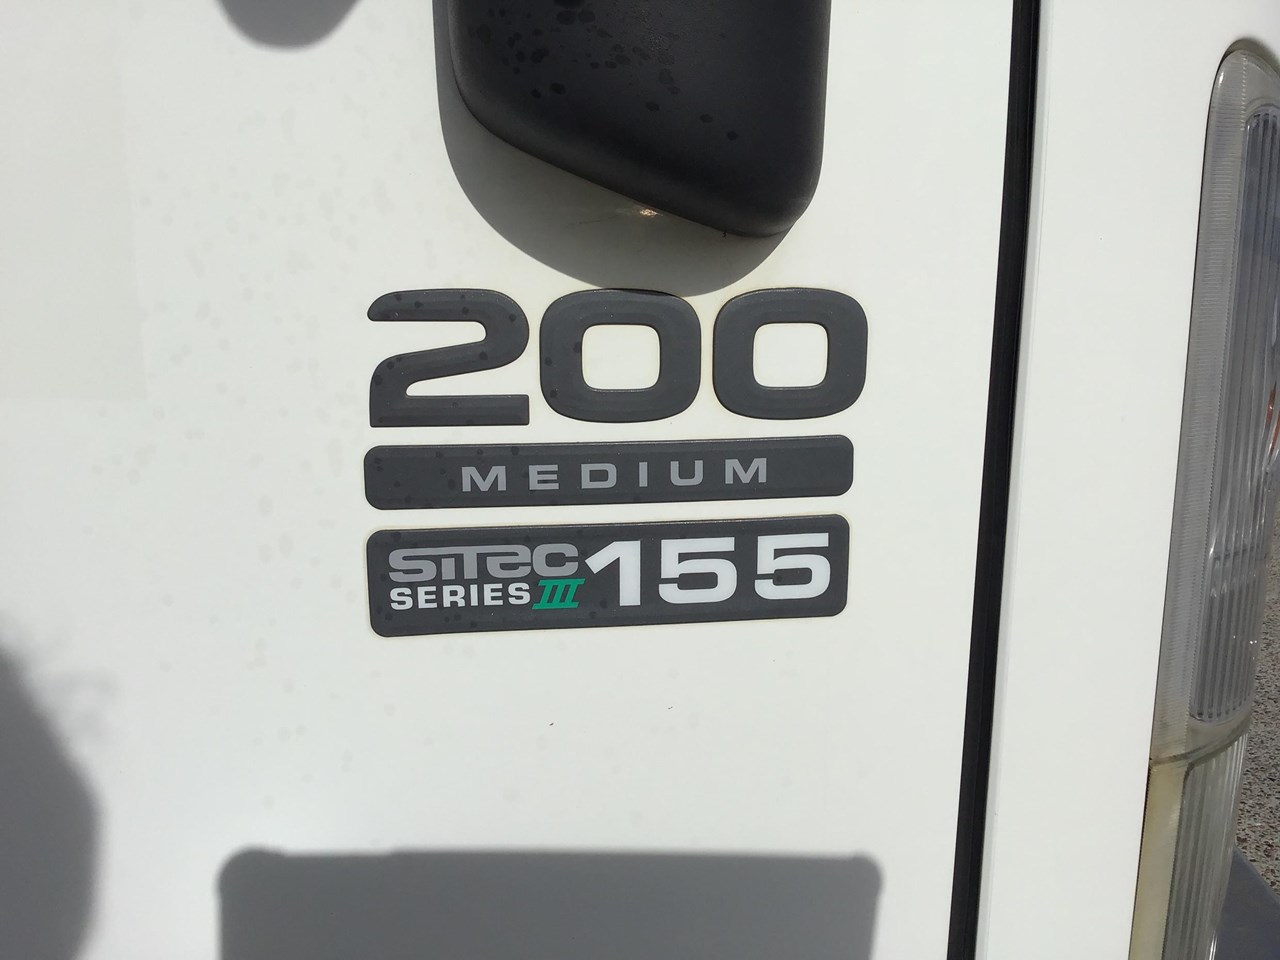 200
MEDIUM
SiTEC 155
SERIES III